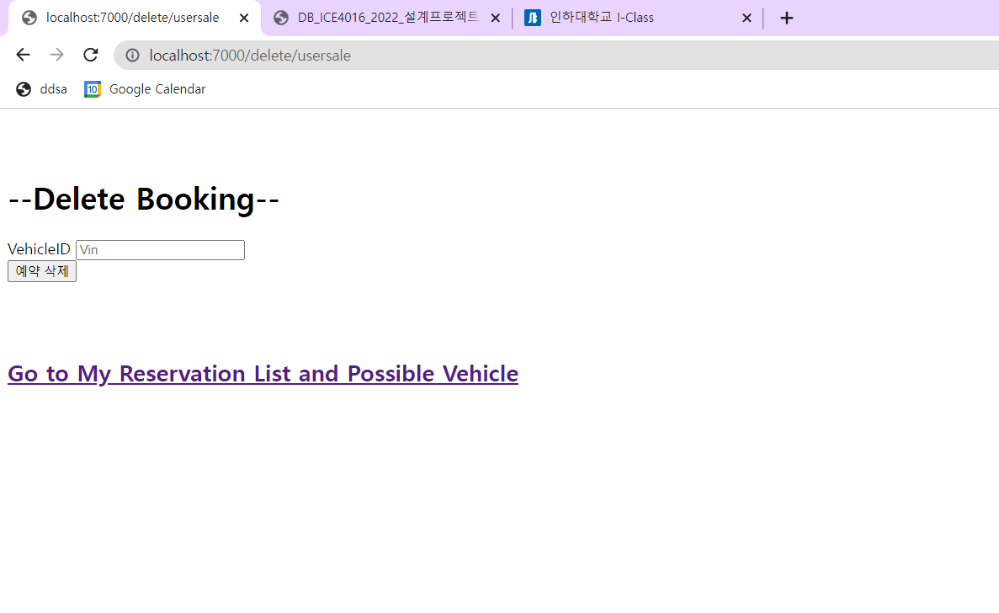 localhost:7000/delete/usersale
DB_ICE4016_2022_설계프로젝트
인하대학교 I-Class
localhost:7000/delete/usersale
ddsa
10
Google Calendar
--Delete Booking--
VehicleID Vin
예약 삭제
Go to My Reservation List and Possible Vehicle